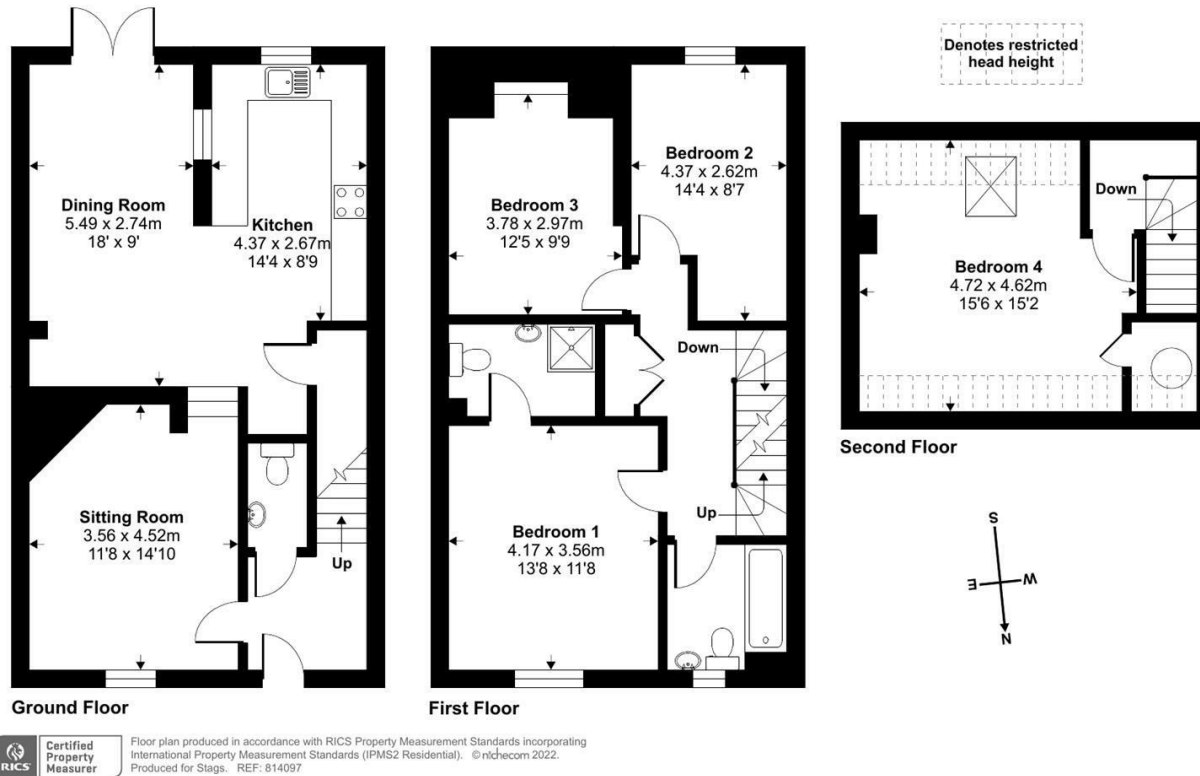 Denotes restricted
head height
Dining Room
5.49 x 2.74m
18' x 9'
Kitchen
4.37 x 2.67m
14'4 x 8'9
Sitting Room
3.56 x 4.52m
11'8 x 14'10
Up
Ground Floor
Bedroom 3
3.78 x 2.97m
12'5 x 9'9
Bedroom 2
4.37 x 2.62m
14'4 x 8'7
Down
Bedroom 1
4.17 x 3.56m
13'8 x 11'8
Up
First Floor
Down
Bedroom 4
4.72 x 4.62m
15'6 x 15'2
Second Floor
S
E
W
N
RICS
Certified
Property
Measurer
Floor plan produced in accordance with RICS Property Measurement Standards incorporating
International Property Measurement Standards (IPMS2 Residential). © nichecom 2022.
Produced for Stags. REF: 814097